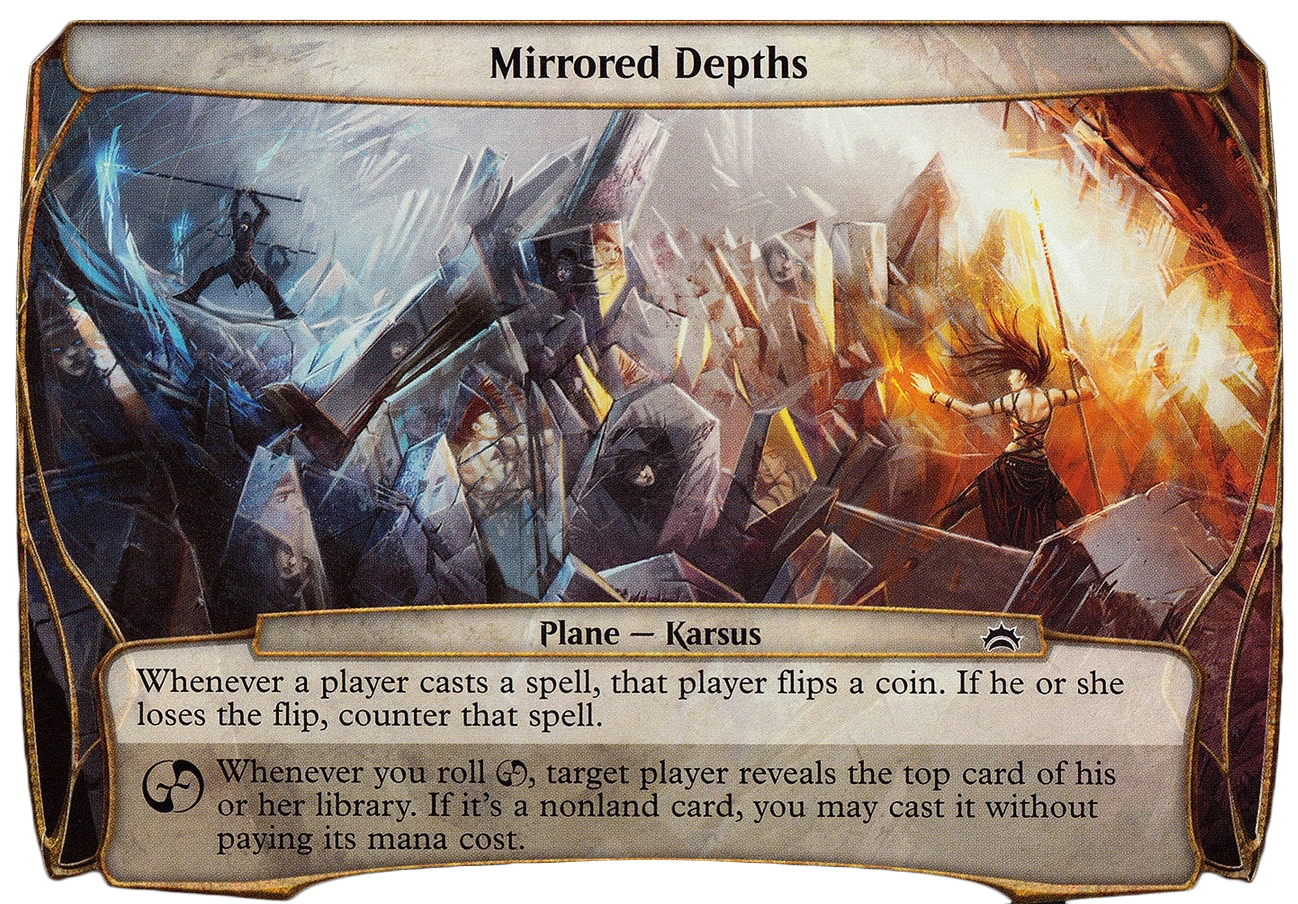 Mirrored Depths
Plane — Karsus
Whenever a player casts a spell, that player flips a coin. If he or she
loses the flip, counter that spell.
Whenever you roll , target player reveals the top card of his
or her library. If it's a nonland card, you may cast it without
paying its mana cost.